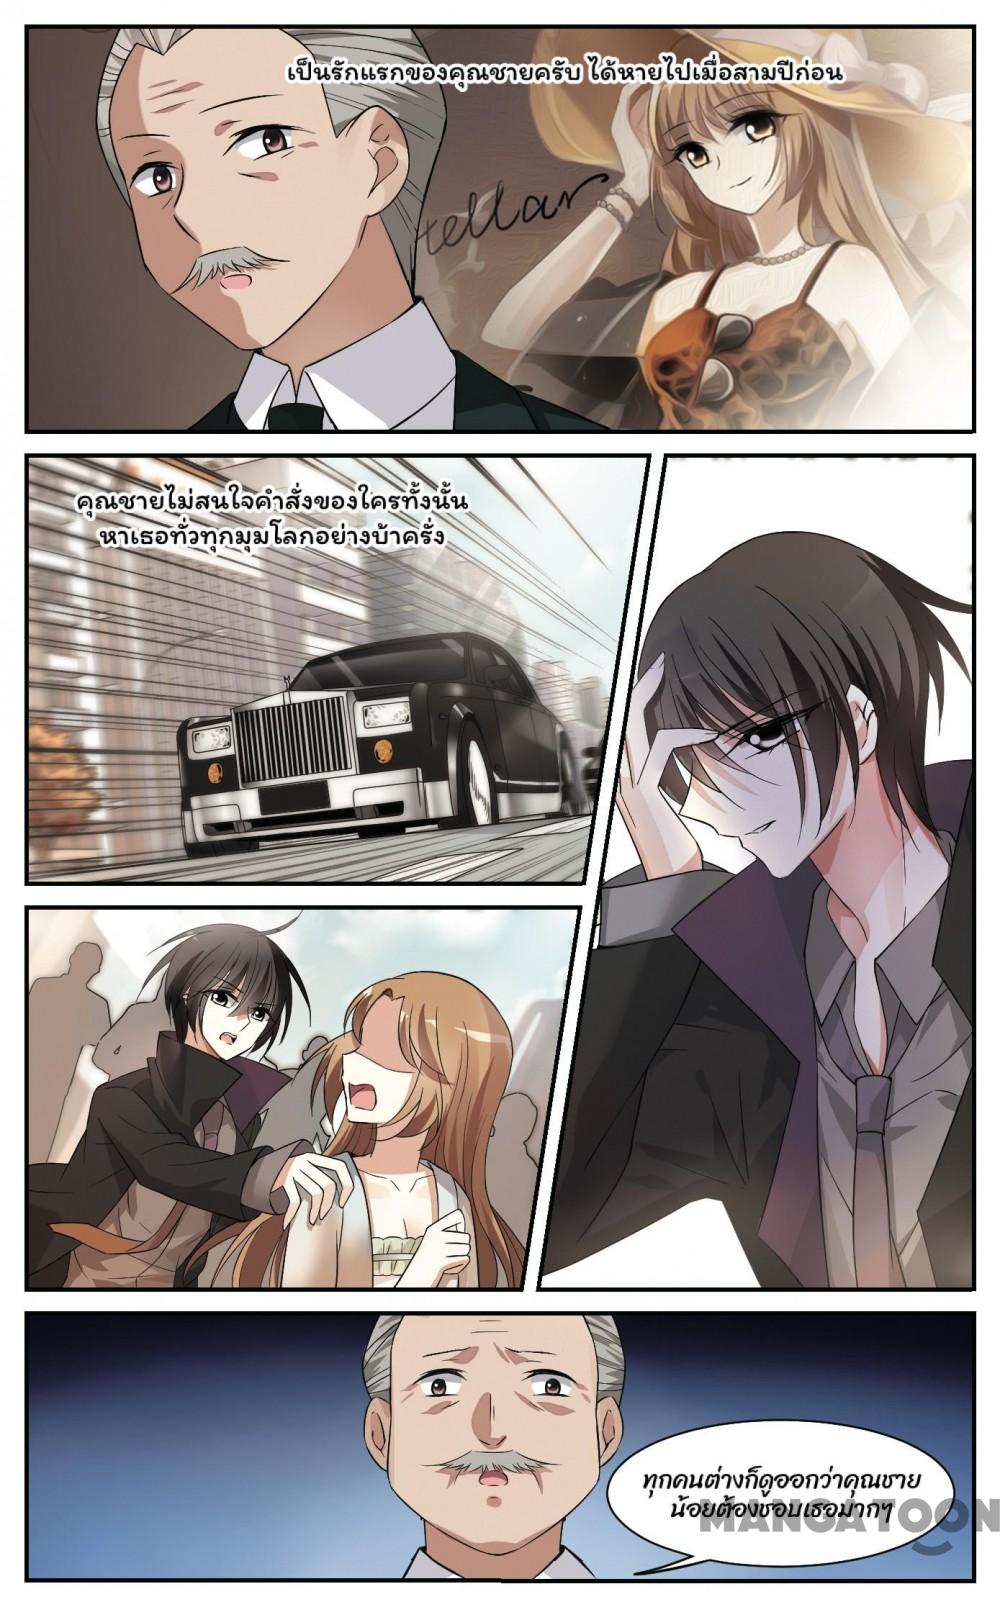 เป็นรักแรกของคุณชายครับ ได้หายไปเมื่อสามปีก่อน
tellar
คุณชายไม่สนใจคำสั่งของใครทั้งนั้น
หาเธอทั่วทุกมุมโลกอย่างบ้าครั่ง
ทุกคนต่างก็ดูออกว่าคุณชาย
น้อยต้องชอบเธอมากๆ
MANGATOON